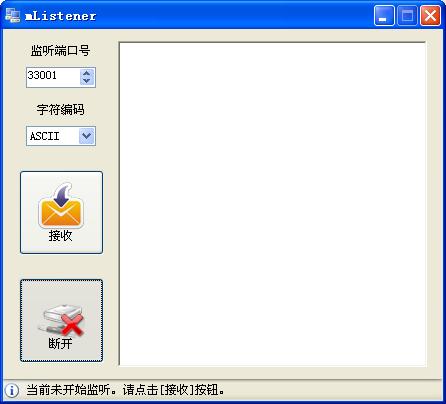 mListener
监听端口号
33001
字符编码
ASCII
接收
断开
当前未开始监听。请点击[接收]按钮。